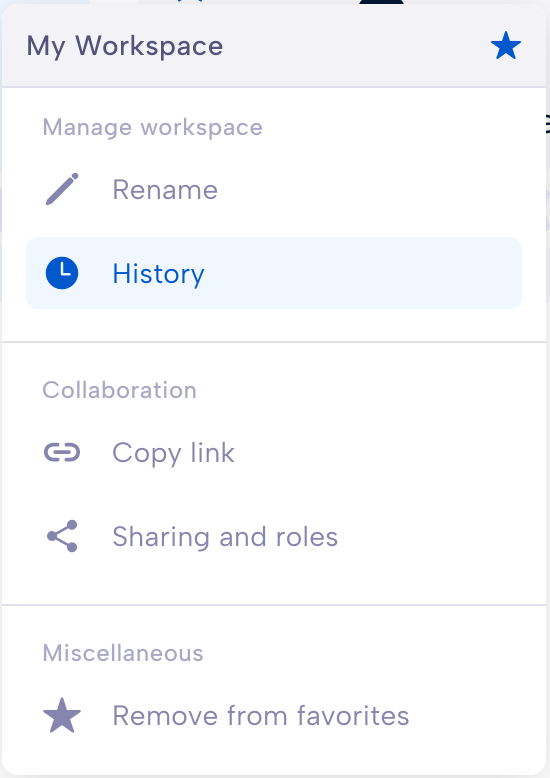 My Workspace
Manage workspace
Rename
History
Collaboration
Copy link
Sharing and roles
Miscellaneous
Remove from favorites